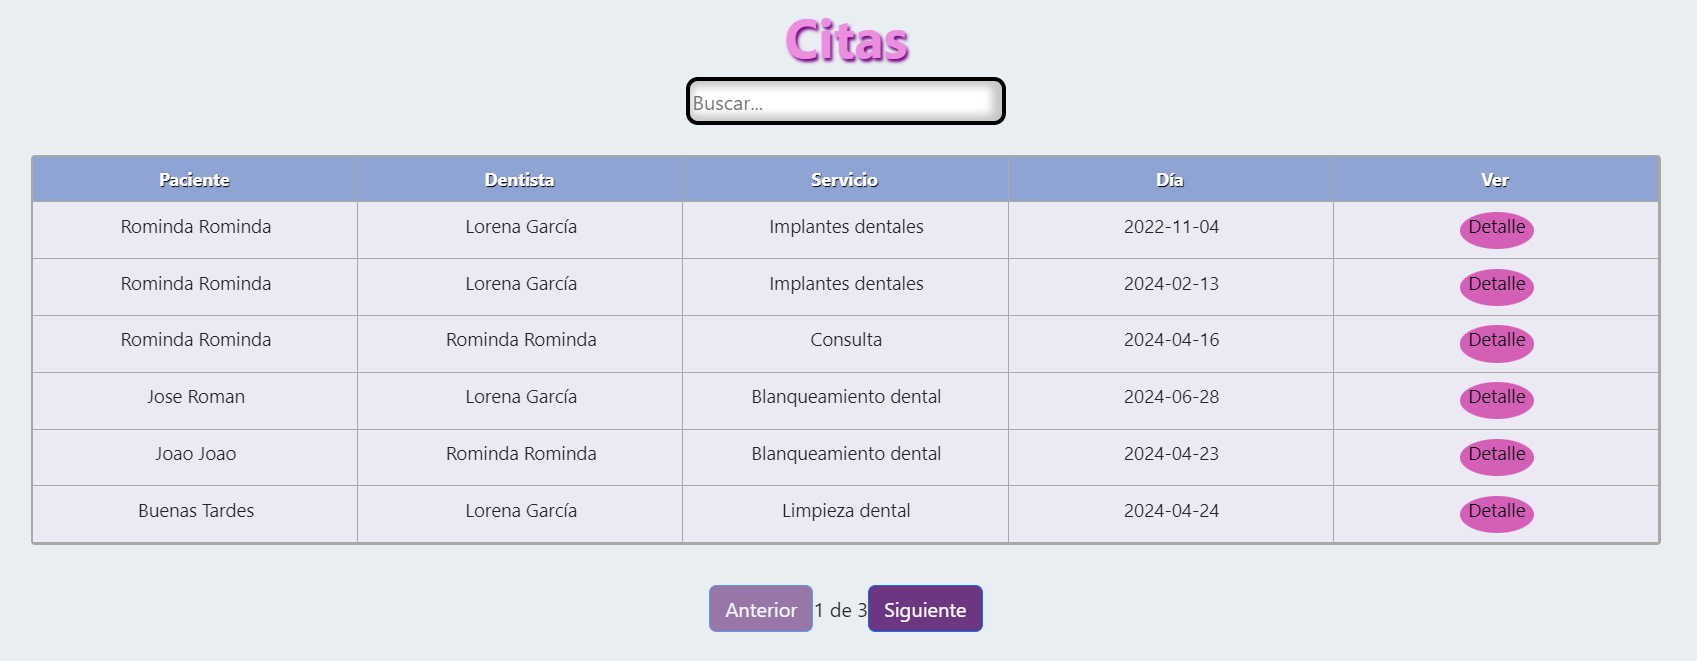 Citas
Buscar...
Paciente Dentista Servicio Día Ver
Rominda Rominda Lorena García Implantes dentales 2022-11-04 Detalle
Rominda Rominda Lorena García Implantes dentales 2024-02-13 Detalle
Rominda Rominda Rominda Rominda Consulta 2024-04-16 Detalle
Jose Roman Lorena García Blanqueamiento dental 2024-06-28 Detalle
Joao Joao Rominda Rominda Blanqueamiento dental 2024-04-23 Detalle
Buenas Tardes Lorena García Limpieza dental 2024-04-24 Detalle
Anterior 1 de 3 Siguiente